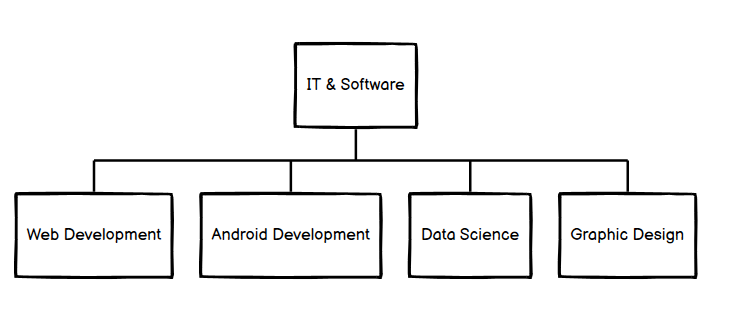 IT & Software
Web Development
Android Development
Data Science
Graphic Design